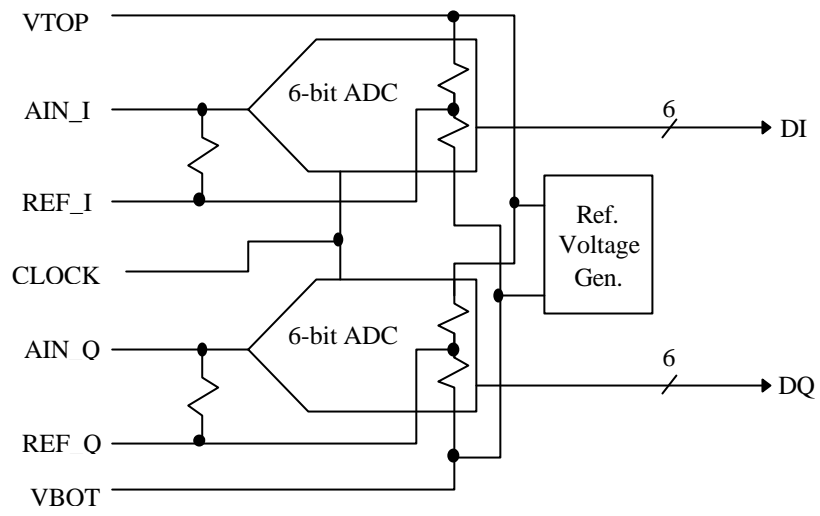 VTOP
6-bit ADC
AIN_I
6
DI
REF_I
Ref.
Voltage
Gen.
CLOCK
6-bit ADC
AIN_Q
6
DQ
REF_Q
VBOT